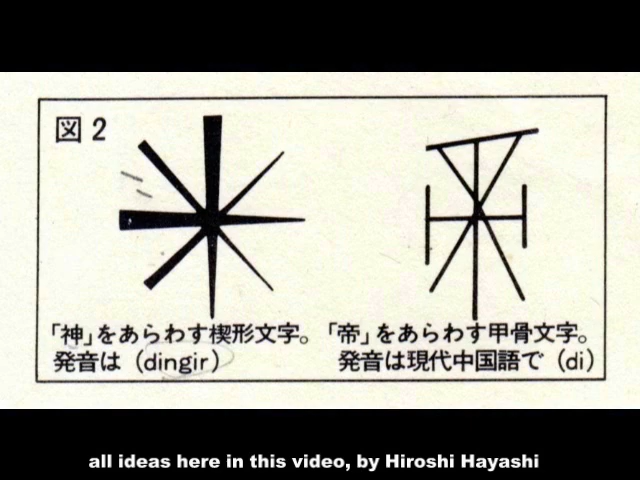 図2
「神」をあらわす楔形文字。
発音は（dingir）
「帝」をあらわす甲骨文字。
発音は現代中国語で（di）
all ideas here in this video, by Hiroshi Hayashi